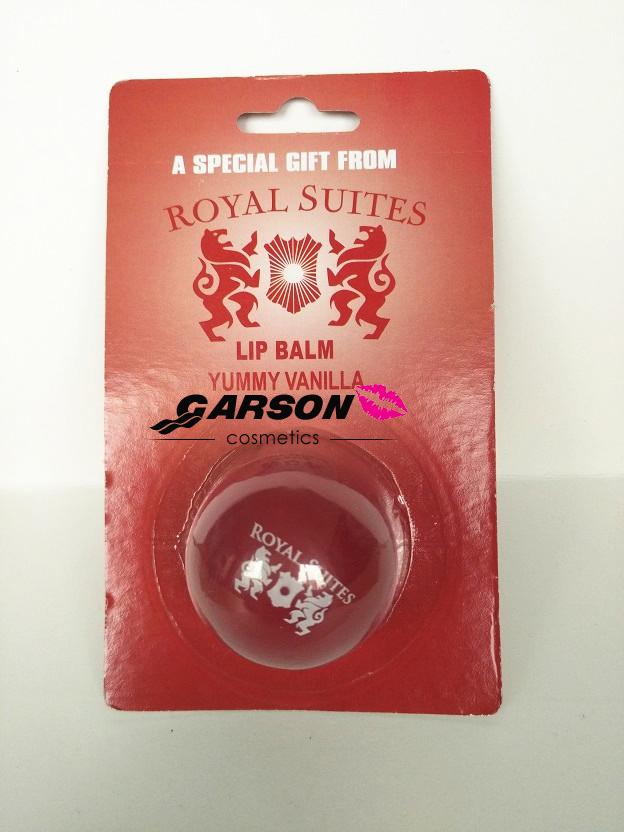 A SPECIAL GIFT FROM
ROYAL SUITES
LIP BALM
YUMMY VANILLA
GARSON
cosmetics
ROYAL SUITES